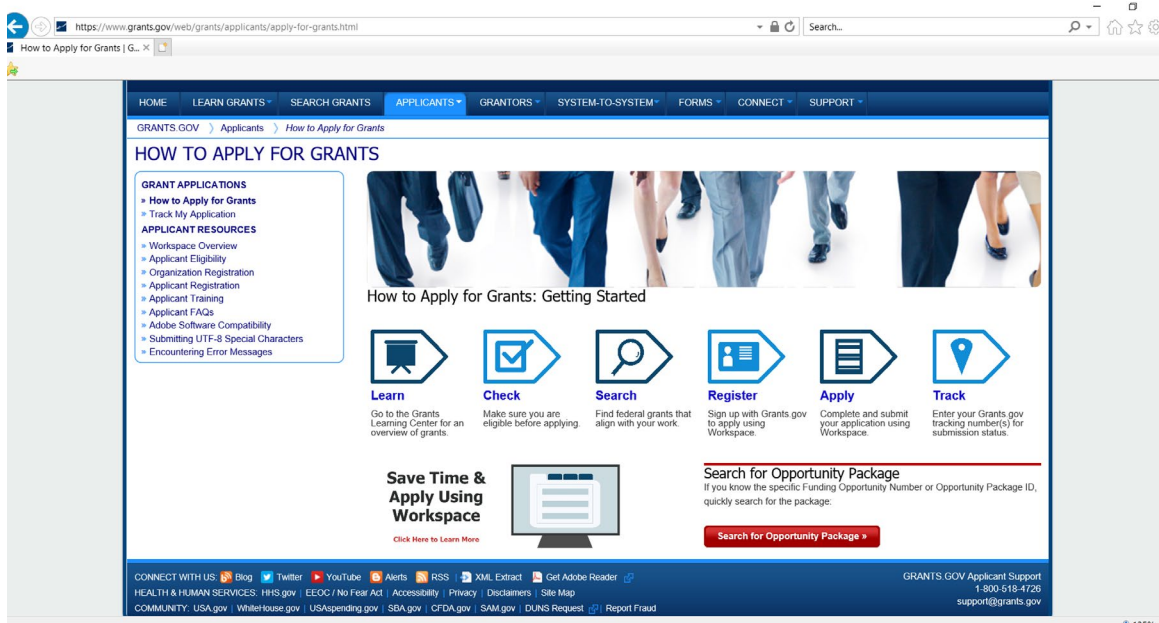 https://www.grants.gov/web/grants/applicants/apply-for-grants.html
Search...
How to Apply for Grants | G...
HOME LEARN GRANTS SEARCH GRANTS APPLICANTS GRANTORS SYSTEM-TO-SYSTEM FORMS CONNECT SUPPORT
GRANTS.GOV Applicants How to Apply for Grants
HOW TO APPLY FOR GRANTS
GRANT APPLICATIONS
» How to Apply for Grants
» Track My Application
APPLICANT RESOURCES
» Workspace Overview
» Applicant Eligibility
» Organization Registration
» Applicant Registration
» Applicant Training
» Applicant FAQs
» Adobe Software Compatibility
» Submitting UTF-8 Special Characters
» Encountering Error Messages
How to Apply for Grants: Getting Started
Learn
Go to the Grants
Learning Center for an
overview of grants.
Check
Make sure you are
eligible before applying.
Search
Find federal grants that
align with your work.
Register
Sign up with Grants.gov
to apply using
Workspace.
Apply
Complete and submit
your application using
Workspace.
Track
Enter your Grants.gov
tracking number(s) for
submission status.
Save Time &
Apply Using
Workspace
Click Here to Learn More
Search for Opportunity Package
If you know the specific Funding Opportunity Number or Opportunity Package ID,
quickly search for the package:
Search for Opportunity Package »
CONNECT WITH US: Blog Twitter YouTube Alerts RSS | XML Extract Get Adobe Reader
HEALTH & HUMAN SERVICES: HHS.gov | EEOC / No Fear Act | Accessibility | Privacy | Disclaimers | Site Map
COMMUNITY: USA.gov | WhiteHouse.gov | USAspending.gov | SBA.gov | CFDA.gov | SAM.gov | DUNS Request | Report Fraud
GRANTS.GOV Applicant Support
1-800-518-4726
support@grants.gov